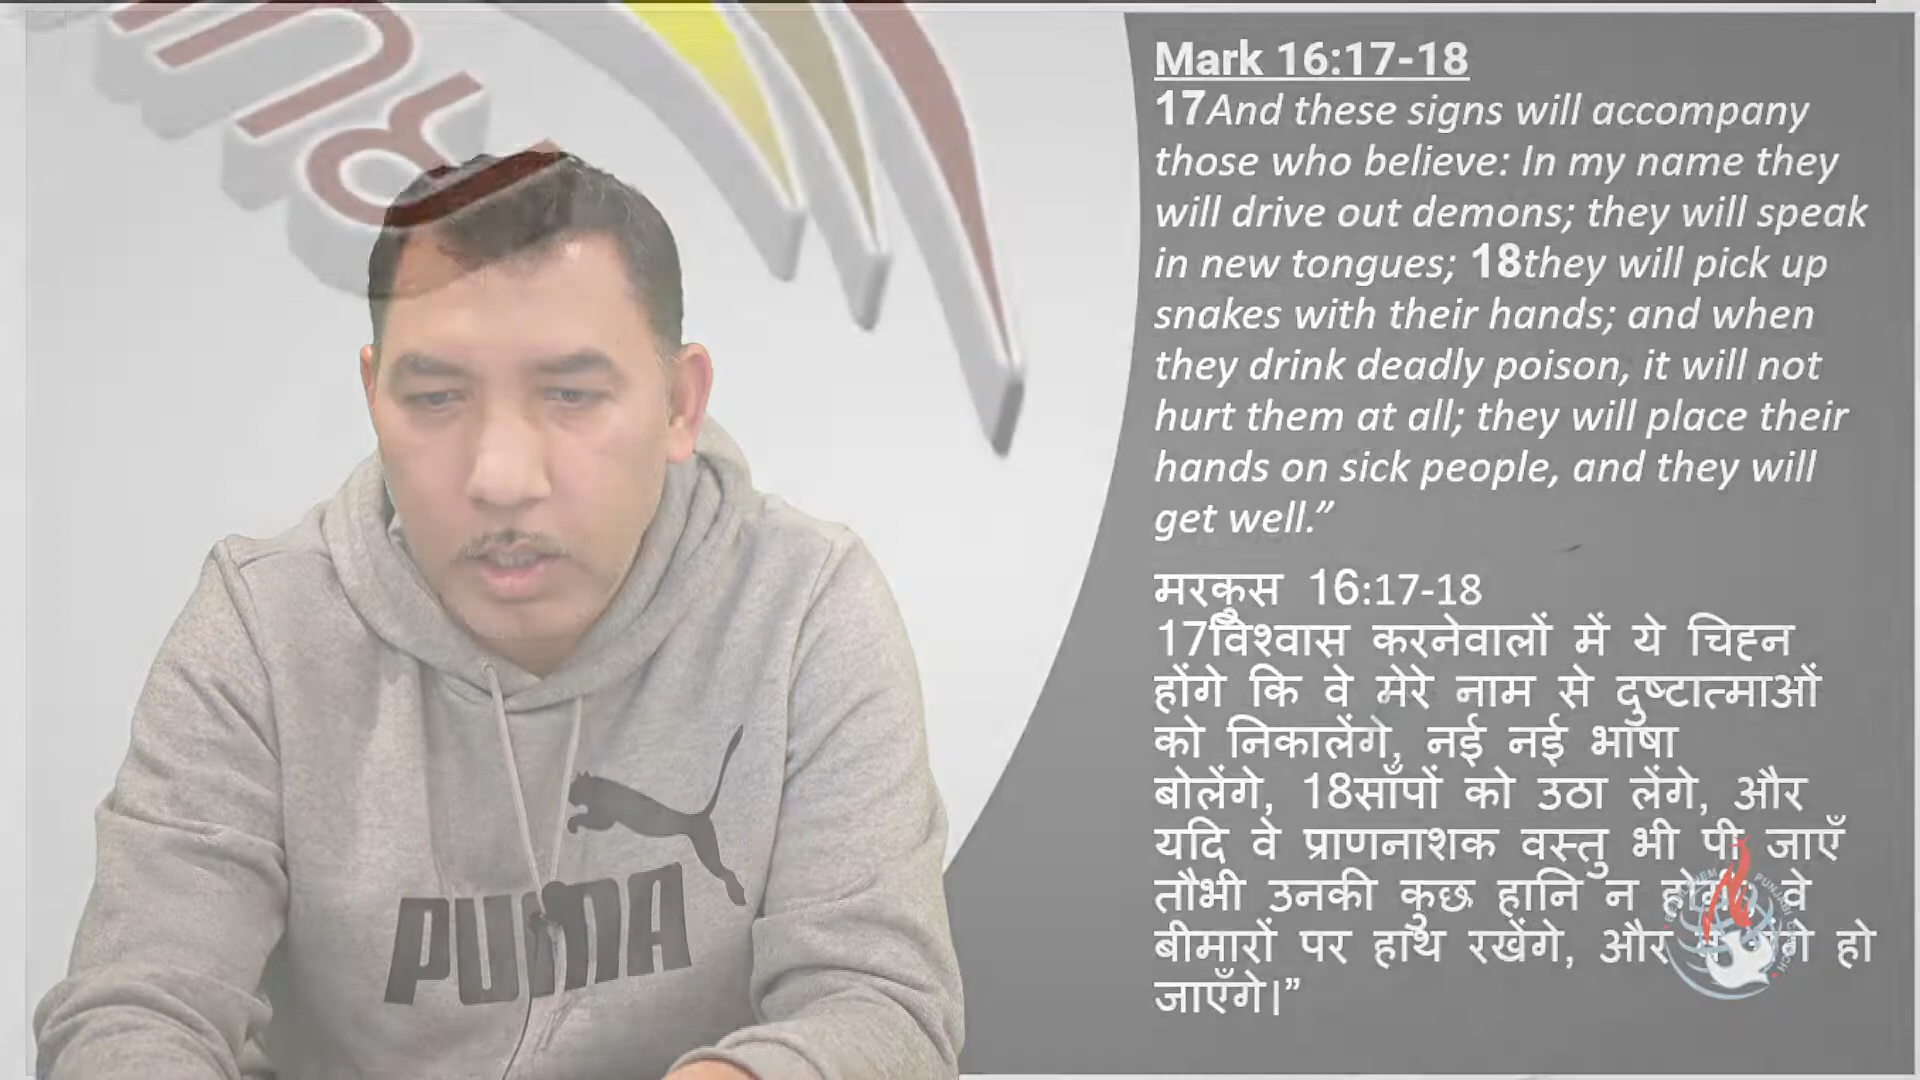 Mark 16:17-18
17And these signs will accompany
those who believe: In my name they
will drive out demons; they will speak
in new tongues; 18they will pick up
snakes with their hands; and when
they drink deadly poison, it will not
hurt them at all; they will place their
hands on sick people, and they will
get well.”
मरकुस 16:17-18
17विश्वास करनेवालों में ये चिह्न
होंगे कि वे मेरे नाम से दुष्टात्माओं
को निकालेंगे, नई नई भाषा
बोलेंगे, 18साँपों को उठा लेंगे, और
यदि वे प्राणनाशक वस्तु भी पी जाएँ
तौभी उनकी कुछ हानि न वे
बीमारों पर हाथ रखेंगे, और हो
जाएँगे|”
PUNJABI CHURCH
PUMA